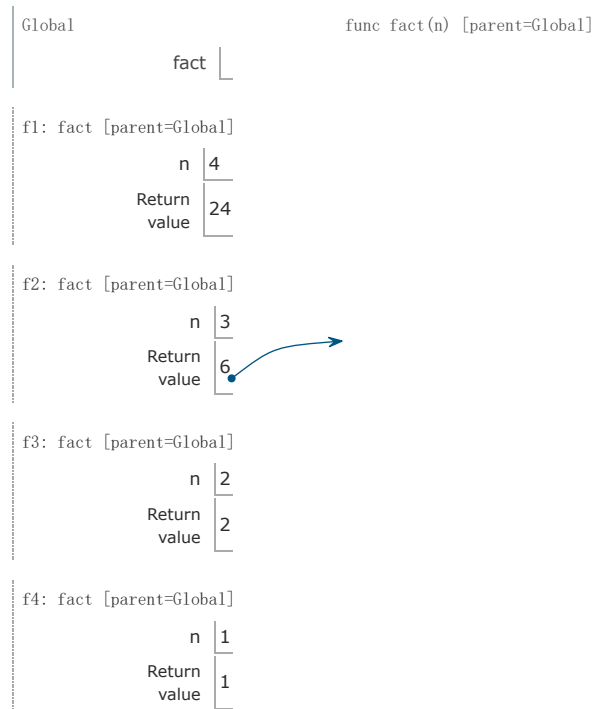 Global func fact(n) [parent=Global]
fact
f1: fact [parent=Global]
n 4
Return
value 24
f2: fact [parent=Global]
n 3
Return
value 6
f3: fact [parent=Global]
n 2
Return
value 2
f4: fact [parent=Global]
n 1
Return
value 1